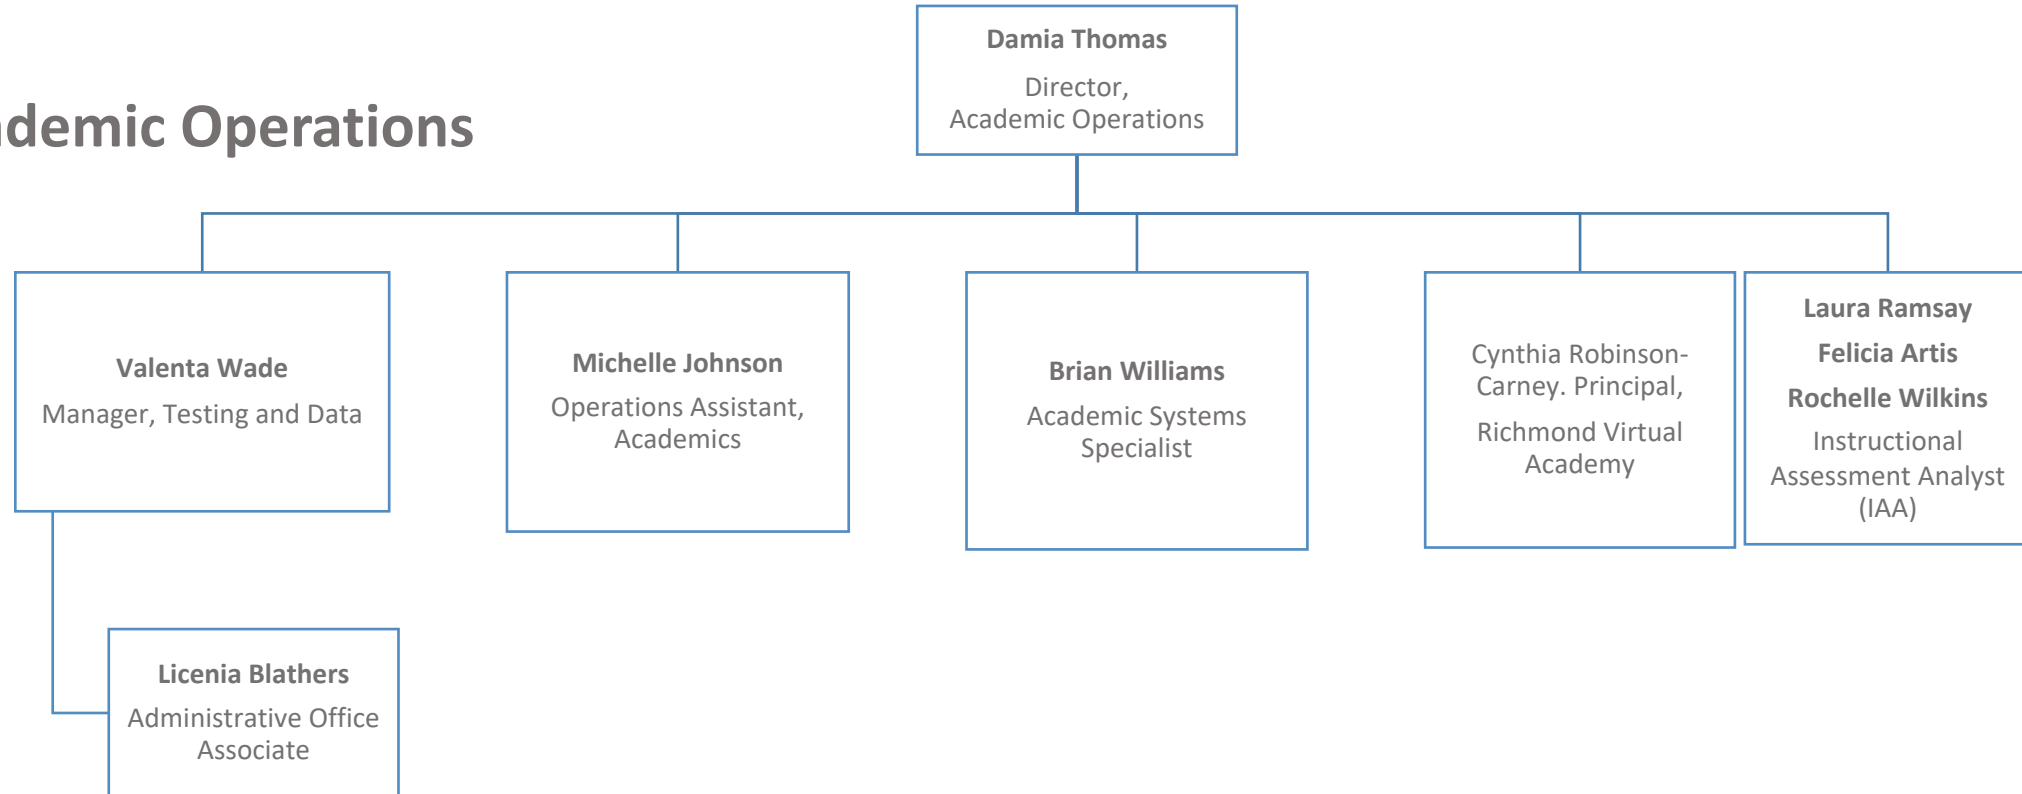 Damia Thomas
Director,
Academic Operations
demic Operations
Valenta Wade
Manager, Testing and Data
Michelle Johnson
Operations Assistant,
Academics
Brian Williams
Academic Systems
Specialist
Cynthia Robinson-
Carney. Principal,
Richmond Virtual
Academy
Laura Ramsay
Felicia Artis
Rochelle Wilkins
Instructional
Assessment Analyst
(IAA)
Licenia Blathers
Administrative Office
Associate